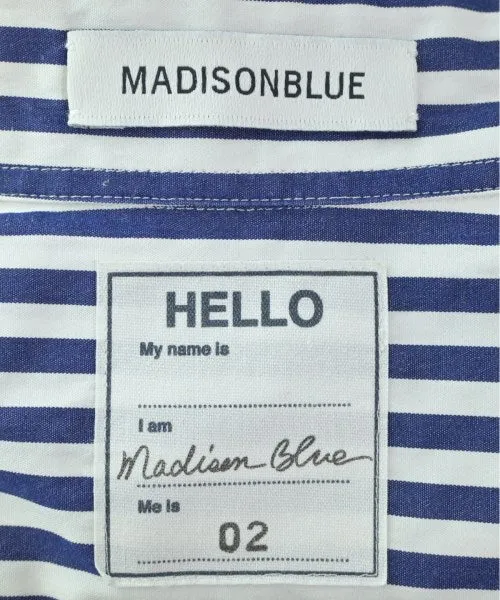 MADISONBLUE
HELLO
My name is
I am
Madison Blue
Me is
02